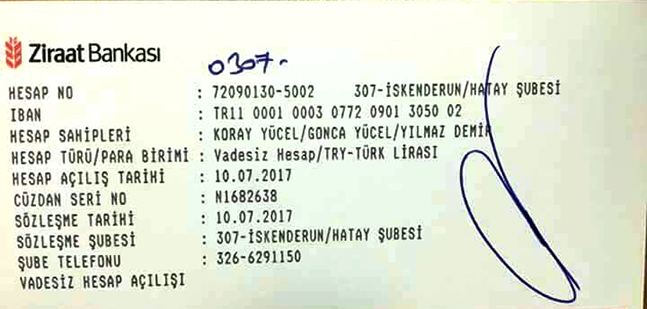 Ziraat Bankası
0307-
HESAP NO : 72090130-5002 307-İSKENDERUN/HATAY ŞUBESİ
IBAN : TR11 0001 0003 0772 0901 3050 02
HESAP SAHİPLERİ : KORAY YÜCEL/GONCA YÜCEL/YILMAZ DEMİR
HESAP TÜRÜ/PARA BİRİMİ : Vadesiz Hesap/TRY-TÜRK LİRASI
HESAP AÇILIŞ TARİHİ : 10.07.2017
CÜZDAN SERİ NO : N1682638
SÖZLEŞME TARİHİ : 10.07.2017
SÖZLEŞME ŞUBESİ : 307-İSKENDERUN/HATAY ŞUBESİ
ŞUBE TELEFONU : 326-6291150
VADESİZ HESAP AÇILIŞI